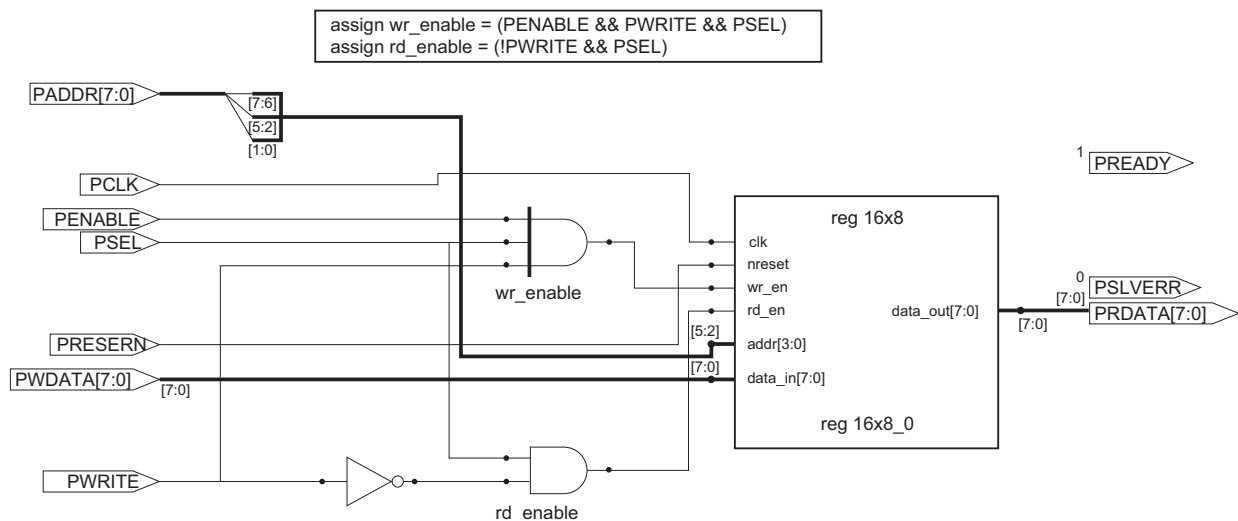 assign wr_enable = (PENABLE && PWRITE && PSEL)
assign rd_enable = (!PWRITE && PSEL)
PADDR[7:0]
[7:6]
[5:2]
[1:0]
1
PREADY
PCLK
PENABLE
PSEL
wr_enable
reg 16x8
clk
nreset
wr_en
rd_en
data_out[7:0]
[7:0]
0
PSLVERR
[7:0]
PRDATA[7:0]
PRESERN
[5:2]
addr[3:0]
[7:0]
PWDATA[7:0]
[7:0]
data_in[7:0]
reg 16x8_0
PWRITE
rd_enable